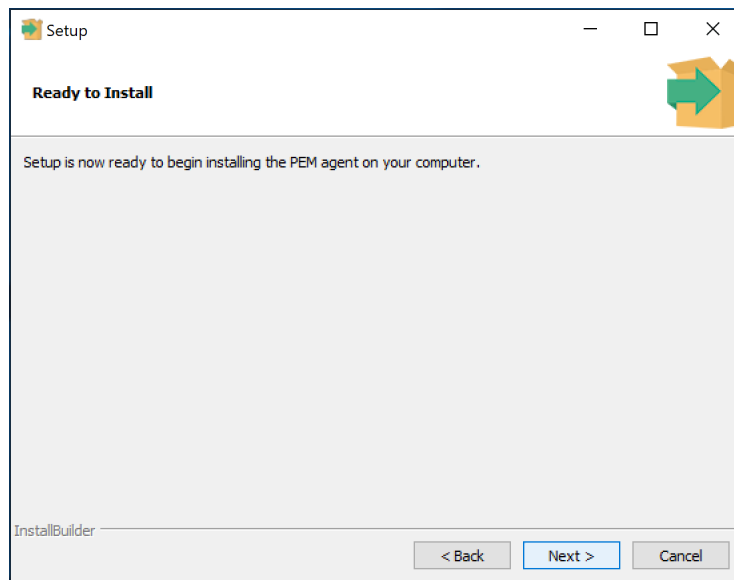 Setup
Ready to Install
Setup is now ready to begin installing the PEM agent on your computer.
InstallBuilder
< Back Next > Cancel